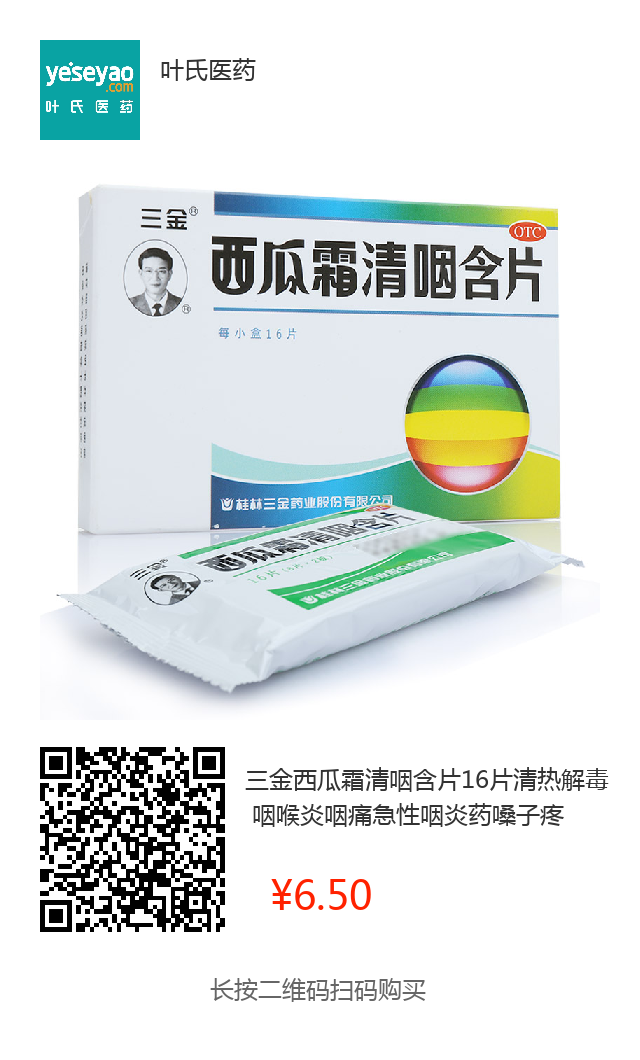 yeseyao
.com
叶氏医药
叶氏医药
三金®
OTC
西瓜霜清咽含片
®
每小盒16片
桂林三金药业股份有限公司
三金®
西瓜霜清咽含片
16片
三金西瓜霜清咽含片16片清热解毒
咽喉炎咽痛急性咽炎药嗓子疼
¥6.50
长按二维码扫码购买